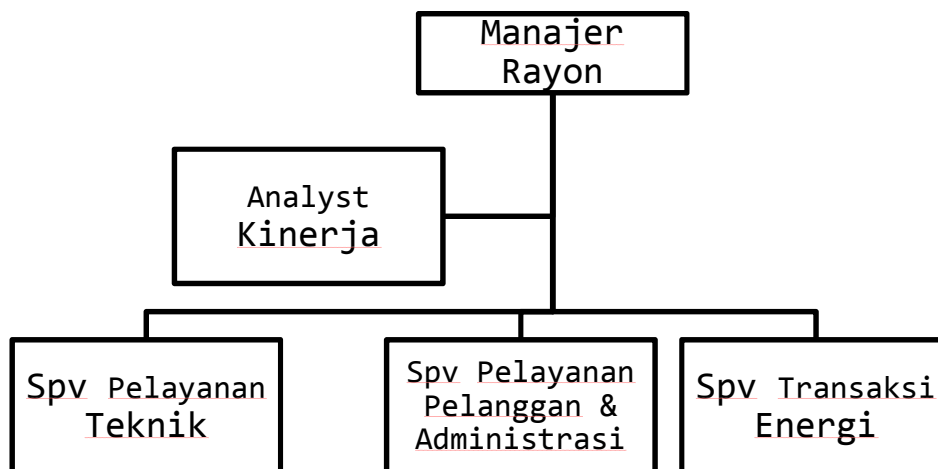 Manajer
Rayon
Analyst
Kinerja
Spv Pelayanan
Teknik
Spv Pelayanan
Pelanggan &
Administrasi
Spv Transaksi
Energi